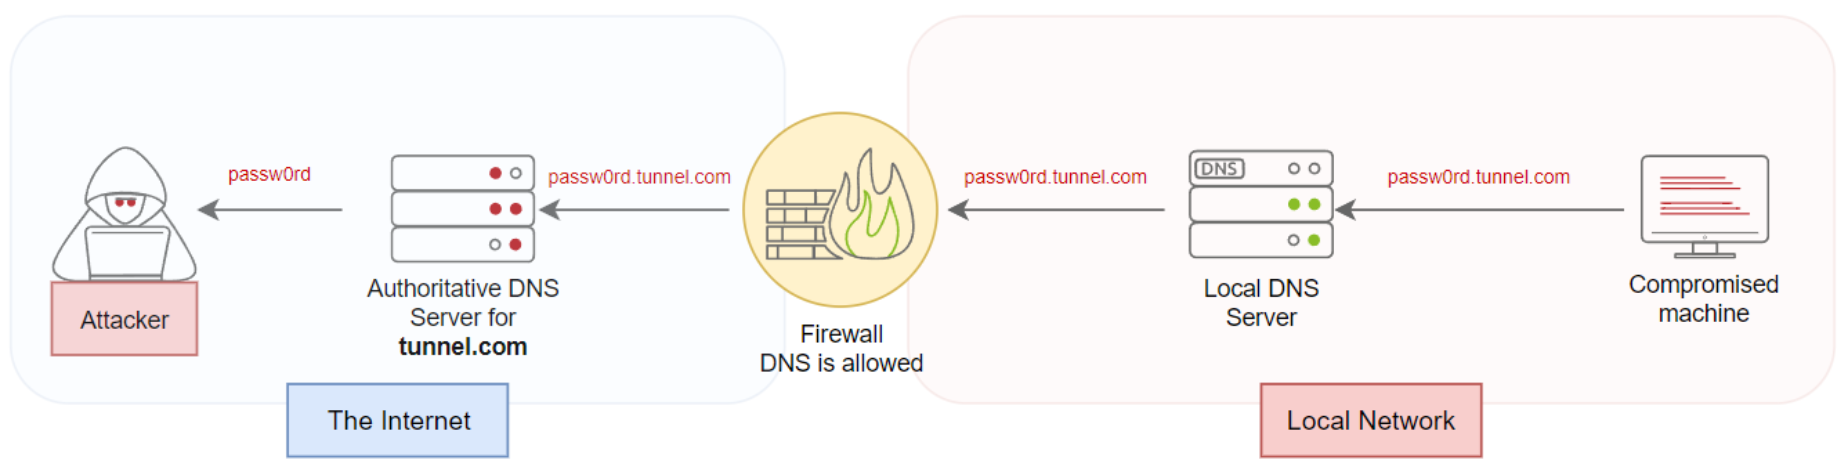 passw0rd
passw0rd.tunnel.com
passw0rd.tunnel.com
passw0rd.tunnel.com
DNS
Attacker
Authoritative DNS
Server for
tunnel.com
Firewall
DNS is allowed
Local DNS
Server
Compromised
machine
The Internet
Local Network